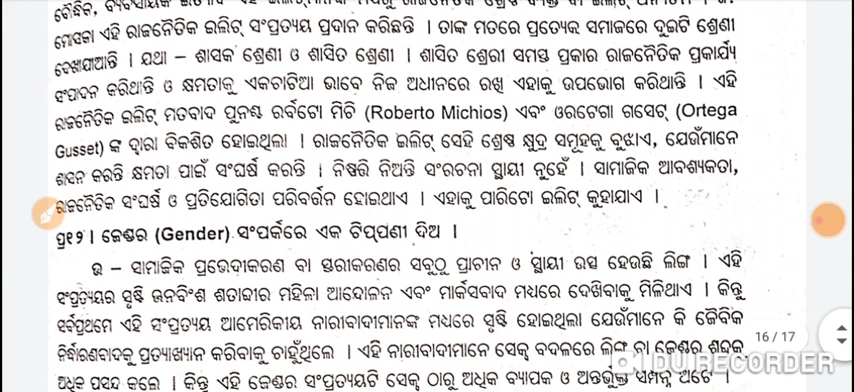 ବୌଦ୍ଧିକ, ବ୍ୟବସାୟିକ
ମୋସ୍କା ଏହି ରାଜନୈତିକ ଇଲିଟ୍ ସଂପ୍ରତ୍ୟୟ ପ୍ରଦାନ କରିଛନ୍ତି । ତାଙ୍କ ମତରେ ପ୍ରତ୍ୟେକ ସମାଜରେ ଦୁଇଟି ଶ୍ରେଣୀ
ଦେଖାଯାଆନ୍ତି । ଯଥା – ଶାସକ ଶ୍ରେଣୀ ଓ ଶାସିତ ଶ୍ରେଣୀ । ଶାସିତ ଶ୍ରେଣୀ ସମସ୍ତ ପ୍ରକାର ରାଜନୈତିକ ପ୍ରକାର୍ଯ୍ୟ
ସଂପାଦନ କରିଥାନ୍ତି ଓ କ୍ଷମତାକୁ ଏକଚାଟିଆ ଭାବେ ନିଜ ଅଧୀନରେ ରଖି ଏହାକୁ ଉପଭୋଗ କରିଥାନ୍ତି । ଏହି
ରାଜନୈତିକ ଇଲିଟ୍ ମତବାଦ ପୁନଶ୍ଚ ରର୍ବଟୋ ମିଚି (Roberto Michios) ଏବଂ ଓରଟେଗା ଗସେଟ୍ (Ortega
Gusset) ଙ୍କ ଦ୍ୱାରା ବିକଶିତ ହୋଇଥିଲା । ରାଜନୈତିକ ଇଲିଟ୍ ସେହି ଶ୍ରେଷ୍ଠ କ୍ଷୁଦ୍ର ସମୂହକୁ ବୁଝାଏ, ଯେଉଁମାନେ
ଶାସନ କରନ୍ତି କ୍ଷମତା ପାଇଁ ସଂଘର୍ଷ କରନ୍ତି । ନିଷ୍ପରି ନିଅନ୍ତି ସଂରଚନା ସ୍ଥାୟୀ ନୁହେଁ । ସାମାଜିକ ଆବଶ୍ୟକତା,
ରାଜନୈତିକ ସଂଘର୍ଷ ଓ ପ୍ରତିଯୋଗିତା ପରିବର୍ତ୍ତନ ହୋଇଥାଏ । ଏହାକୁ ପାରିଟୋ ଇଲିଟ୍ କୁହାଯାଏ ।
ପ୍ର୧୨ । ଜେଣ୍ଡର (Gender) ସଂପର୍କରେ ଏକ ଟିପ୍ପଣୀ ଦିଅ ।
ଉ – ସାମାଜିକ ପ୍ରଭେଦୀକରଣ ବା ସ୍ତରୀକରଣର ସବୁଠୁ ପ୍ରାଚୀନ ଓ ସ୍ଥାୟୀ ଉତ୍ସ ହେଉଛି ଲିଙ୍ଗ । ଏହି
ସଂପ୍ରତ୍ୟୟର ସୃଷ୍ଟି ଊନବିଂଶ ଶତାବ୍ଦୀର ମହିଳା ଆନ୍ଦୋଳନ ଏବଂ ମାର୍କସବାଦ ମଧ୍ୟରେ ଦେଖିବାକୁ ମିଳିଥାଏ । କିନ୍ତୁ
ସର୍ବପ୍ରଥମେ ଏହି ସଂପ୍ରତ୍ୟୟ ଆମେରିକୀୟ ନାରୀବାଦୀମାନଙ୍କ ମଧ୍ୟରେ ସୃଷ୍ଟି ହୋଇଥିଲା ଯେଉଁମାନେ କି ଜୈବିକ
ନିର୍ଦ୍ଧାରଣବାଦକୁ ପ୍ରତ୍ୟାଖ୍ୟାନ କରିବାକୁ ଚାହୁଁଥିଲେ । ଏହି ନାରୀବାଦୀମାନେ ସେକ୍ସ ବଦଳରେ ଲିଙ୍ଗ ବା ଜେଣ୍ଡର ଶବ୍ଦକୁ
ଅଧିକ ପସନ୍ଦ କଲେ । କିନ୍ତୁ ଏହି ଜେଣ୍ଡର ସଂପ୍ରତ୍ୟୟଟି ସେକ୍ସ ଠାରୁ ଅଧିକ ବ୍ୟାପକ ଓ ଅନ୍ତର୍ଭୁକ୍ତ ସଂପନ୍ନ ଅଟେ ।
16 / 17
DU RECORDER